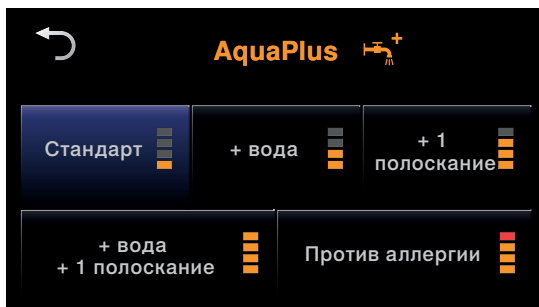 AquaPlus
Стандарт
+ вода
+ 1
полоскание
+ вода
+ 1 полоскание
Против аллергии